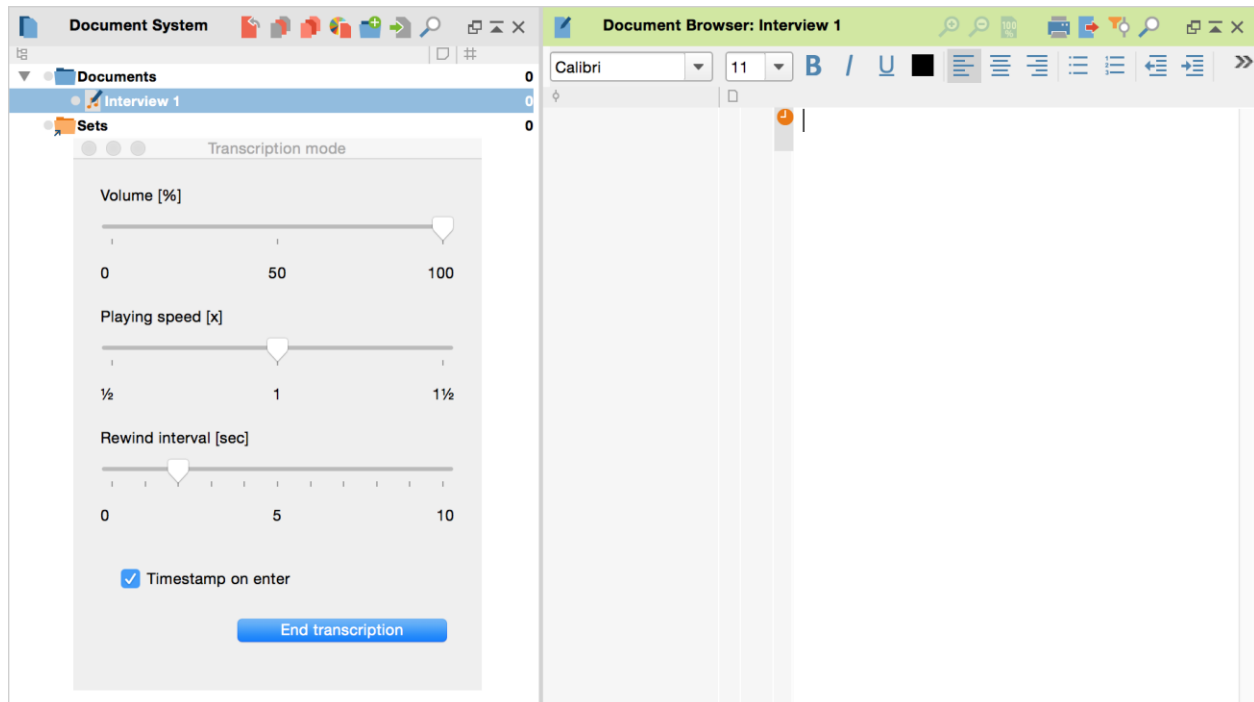 Document System
#
Documents 0
Interview 1 0
Sets 0
Transcription mode
Volume [%]
0 50 100
Playing speed [x]
½ 1 1½
Rewind interval [sec]
0 5 10
Timestamp on enter
End transcription
Document Browser: Interview 1
100
Calibri 11 B I U »